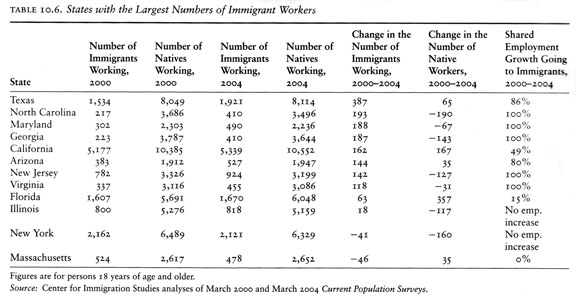 TABLE 10.6. States with the Largest Numbers of Immigrant Workers
State Number of Immigrants Working, 2000 Number of Natives Working, 2000 Number of Immigrants Working, 2004 Number of Natives Working, 2004 Change in the Number of Immigrants Working, 2000–2004 Change in the Number of Native Workers, 2000–2004 Shared Employment Growth Going to Immigrants, 2000–2004
Texas 1,534 8,049 1,921 8,114 387 65 86%
North Carolina 217 3,686 410 3,496 193 −190 100%
Maryland 302 2,303 490 2,236 188 −67 100%
Georgia 223 3,787 410 3,644 187 −143 100%
California 5,177 10,385 5,339 10,552 162 167 49%
Arizona 383 1,912 527 1,947 144 35 80%
New Jersey 782 3,326 924 3,199 142 −127 100%
Virginia 337 3,116 455 3,086 118 −31 100%
Florida 1,607 5,691 1,670 6,048 63 357 15%
Illinois 800 5,276 818 5,159 18 −117 No emp.
increase
New York 2,162 6,489 2,121 6,329 −41 −160 No emp.
increase
Massachusetts 524 2,617 478 2,652 −46 35 0%
Figures are for persons 18 years of age and older.
Source: Center for Immigration Studies analyses of March 2000 and March 2004 Current Population Surveys.